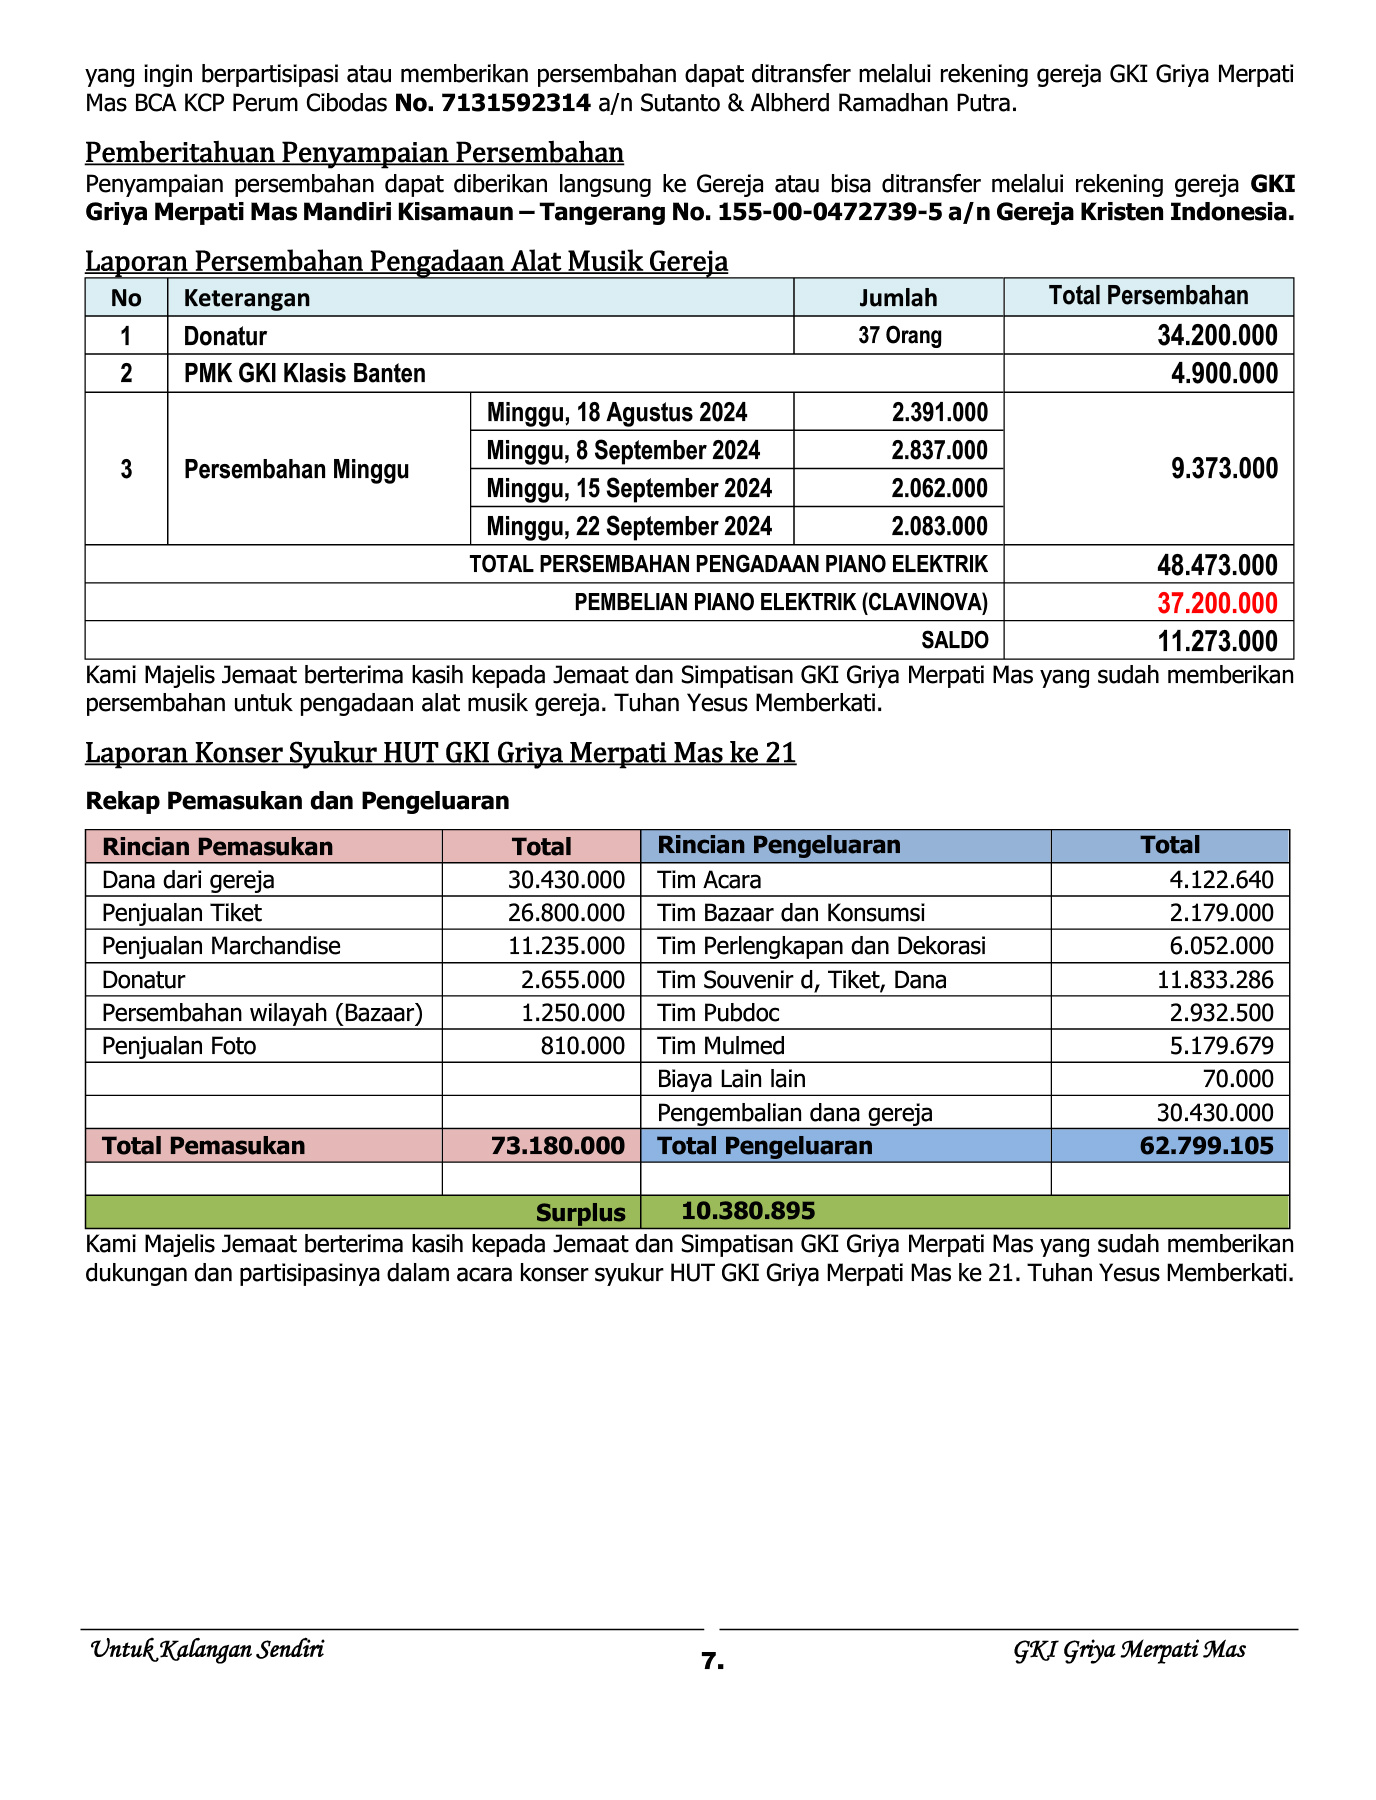 yang ingin berpartisipasi atau memberikan persembahan dapat ditransfer melalui rekening gereja GKI Griya Merpati
Mas BCA KCP Perum Cibodas No. 7131592314 a/n Sutanto & Albherd Ramadhan Putra.
Pemberitahuan Penyampaian Persembahan
Penyampaian persembahan dapat diberikan langsung ke Gereja atau bisa ditransfer melalui rekening gereja GKI
Griya Merpati Mas Mandiri Kisamaun – Tangerang No. 155-00-0472739-5 a/n Gereja Kristen Indonesia.
Laporan Persembahan Pengadaan Alat Musik Gereja
No Keterangan Jumlah Total Persembahan
1 Donatur 37 Orang 34.200.000
2 PMK GKI Klasis Banten 4.900.000
3 Persembahan Minggu Minggu, 18 Agustus 2024 2.391.000 9.373.000
Minggu, 8 September 2024 2.837.000
Minggu, 15 September 2024 2.062.000
Minggu, 22 September 2024 2.083.000
TOTAL PERSEMBAHAN PENGADAAN PIANO ELEKTRIK 48.473.000
PEMBELIAN PIANO ELEKTRIK (CLAVINOVA) 37.200.000
SALDO 11.273.000
Kami Majelis Jemaat berterima kasih kepada Jemaat dan Simpatisan GKI Griya Merpati Mas yang sudah memberikan
persembahan untuk pengadaan alat musik gereja. Tuhan Yesus Memberkati.
Laporan Konser Syukur HUT GKI Griya Merpati Mas ke 21
Rekap Pemasukan dan Pengeluaran
Rincian Pemasukan Total Rincian Pengeluaran Total
Dana dari gereja 30.430.000 Tim Acara 4.122.640
Penjualan Tiket 26.800.000 Tim Bazaar dan Konsumsi 2.179.000
Penjualan Marchandise 11.235.000 Tim Perlengkapan dan Dekorasi 6.052.000
Donatur 2.655.000 Tim Souvenir d, Tiket, Dana 11.833.286
Persembahan wilayah (Bazaar) 1.250.000 Tim Pubdoc 2.932.500
Penjualan Foto 810.000 Tim Mulmed 5.179.679
Biaya Lain lain 70.000
Pengembalian dana gereja 30.430.000
Total Pemasukan 73.180.000 Total Pengeluaran 62.799.105
Surplus 10.380.895
Kami Majelis Jemaat berterima kasih kepada Jemaat dan Simpatisan GKI Griya Merpati Mas yang sudah memberikan
dukungan dan partisipasinya dalam acara konser syukur HUT GKI Griya Merpati Mas ke 21. Tuhan Yesus Memberkati.
Untuk Kalangan Sendiri 7. GKI Griya Merpati Mas